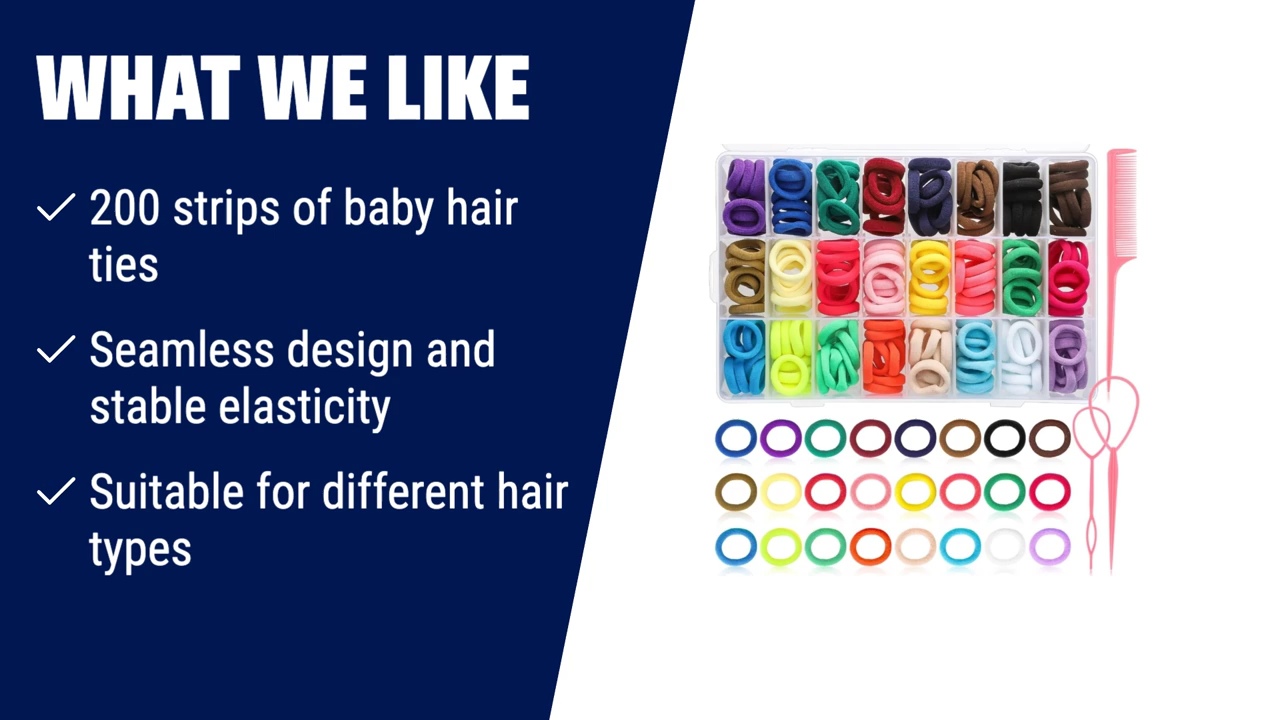 WHAT WE LIKE
200 strips of baby hair
ties
Seamless design and
stable elasticity
Suitable for different hair
types